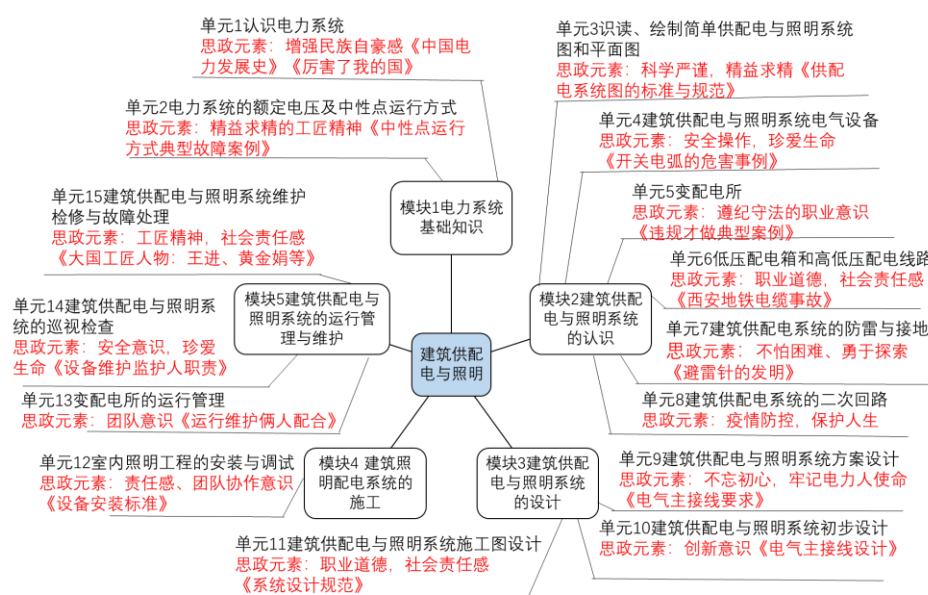 单元1认识电力系统
思政元素：增强民族自豪感《中国电
力发展史》《厉害了我的国》
单元2电力系统的额定电压及中性点运行方式
思政元素：精益求精的工匠精神《中性点运行
方式典型故障案例》
单元15建筑供配电与照明系统维护
检修与故障处理
思政元素：工匠精神，社会责任感
《大国工匠人物：王进、黄金娟等》
单元14建筑供配电与照明系
统的巡视检查
思政元素：安全意识，珍爱
生命《设备维护监护人职责》
单元13变配电所的运行管理
思政元素：团队意识《运行维护俩人配合》
单元12室内照明工程的安装与调试
思政元素：责任感、团队协作意识
《设备安装标准》
单元11建筑供配电与照明系统施工图设计
思政元素：职业道德，社会责任感
《系统设计规范》
模块1电力系统
基础知识
模块5建筑供配电与
照明系统的运行管
理与维护
建筑供配
电与照明
模块2建筑供配
电与照明系统
的认识
模块4 建筑照
明配电系统的
施工
模块3建筑供配
电与照明系统
的设计
单元3识读、绘制简单供配电与照明系统
图和平面图
思政元素：科学严谨，精益求精《供配
电系统图的标准与规范》
单元4建筑供配电与照明系统电气设备
思政元素：安全操作，珍爱生命
《开关电弧的危害事例》
单元5变配电所
思政元素：遵纪守法的职业意识
《违规才做典型案例》
单元6低压配电箱和高低压配电线路
思政元素：职业道德，社会责任感
《西安地铁电缆事故》
单元7建筑供配电系统的防雷与接地
思政元素：不怕困难、勇于探索
《避雷针的发明》
单元8建筑供配电系统的二次回路
思政元素：疫情防控，保护人生
单元9建筑供配电与照明系统方案设计
思政元素：不忘初心，牢记电力人使命
《电气主接线要求》
单元10建筑供配电与照明系统初步设计
思政元素：创新意识《电气主接线设计》